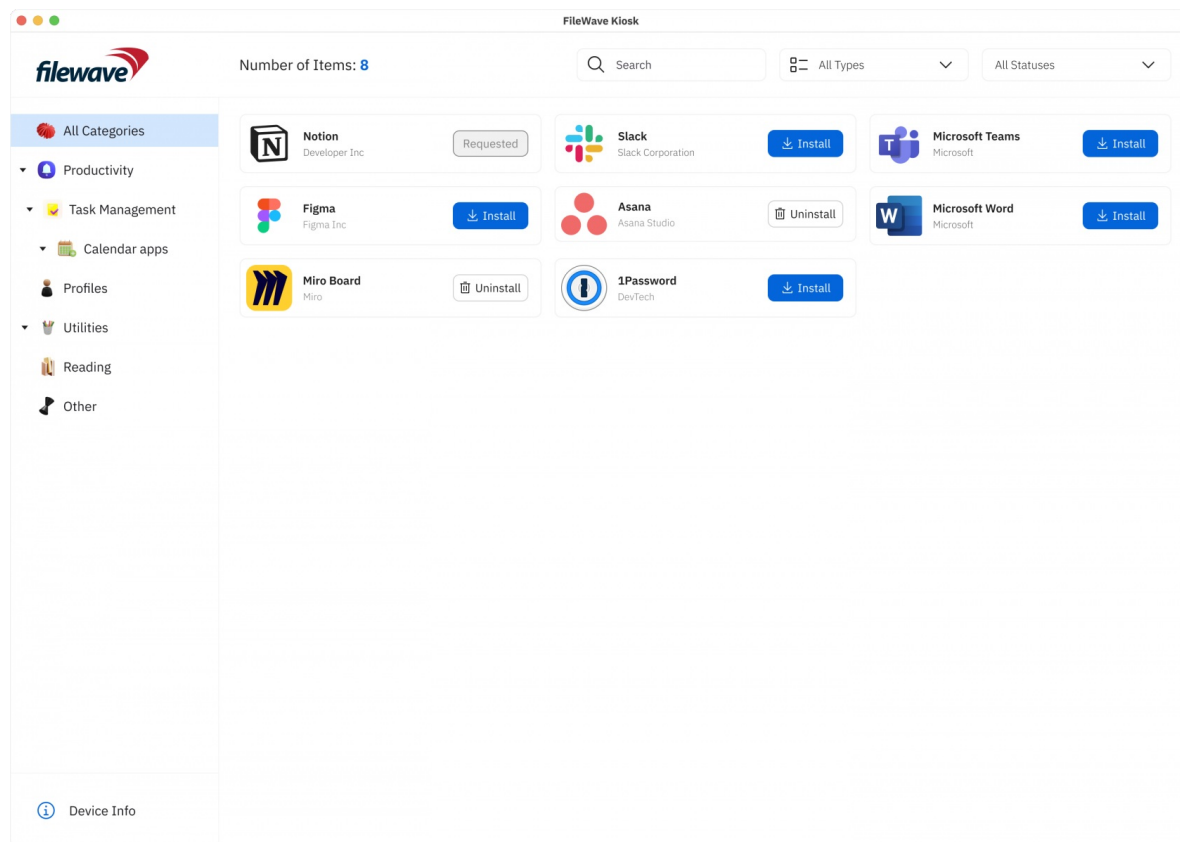 FileWave Kiosk
filewave
Number of Items: 8
Search
All Types
All Statuses
All Categories
Productivity
Task Management
Calendar apps
Profiles
Utilities
Reading
Other
Device Info
N
Notion
Developer Inc
Requested
Slack
Slack Corporation
Install
T
Microsoft Teams
Microsoft
Install
Figma
Figma Inc
Install
Asana
Asana Studio
Uninstall
W
Microsoft Word
Microsoft
Install
Miro Board
Miro
Uninstall
1Password
DevTech
Install